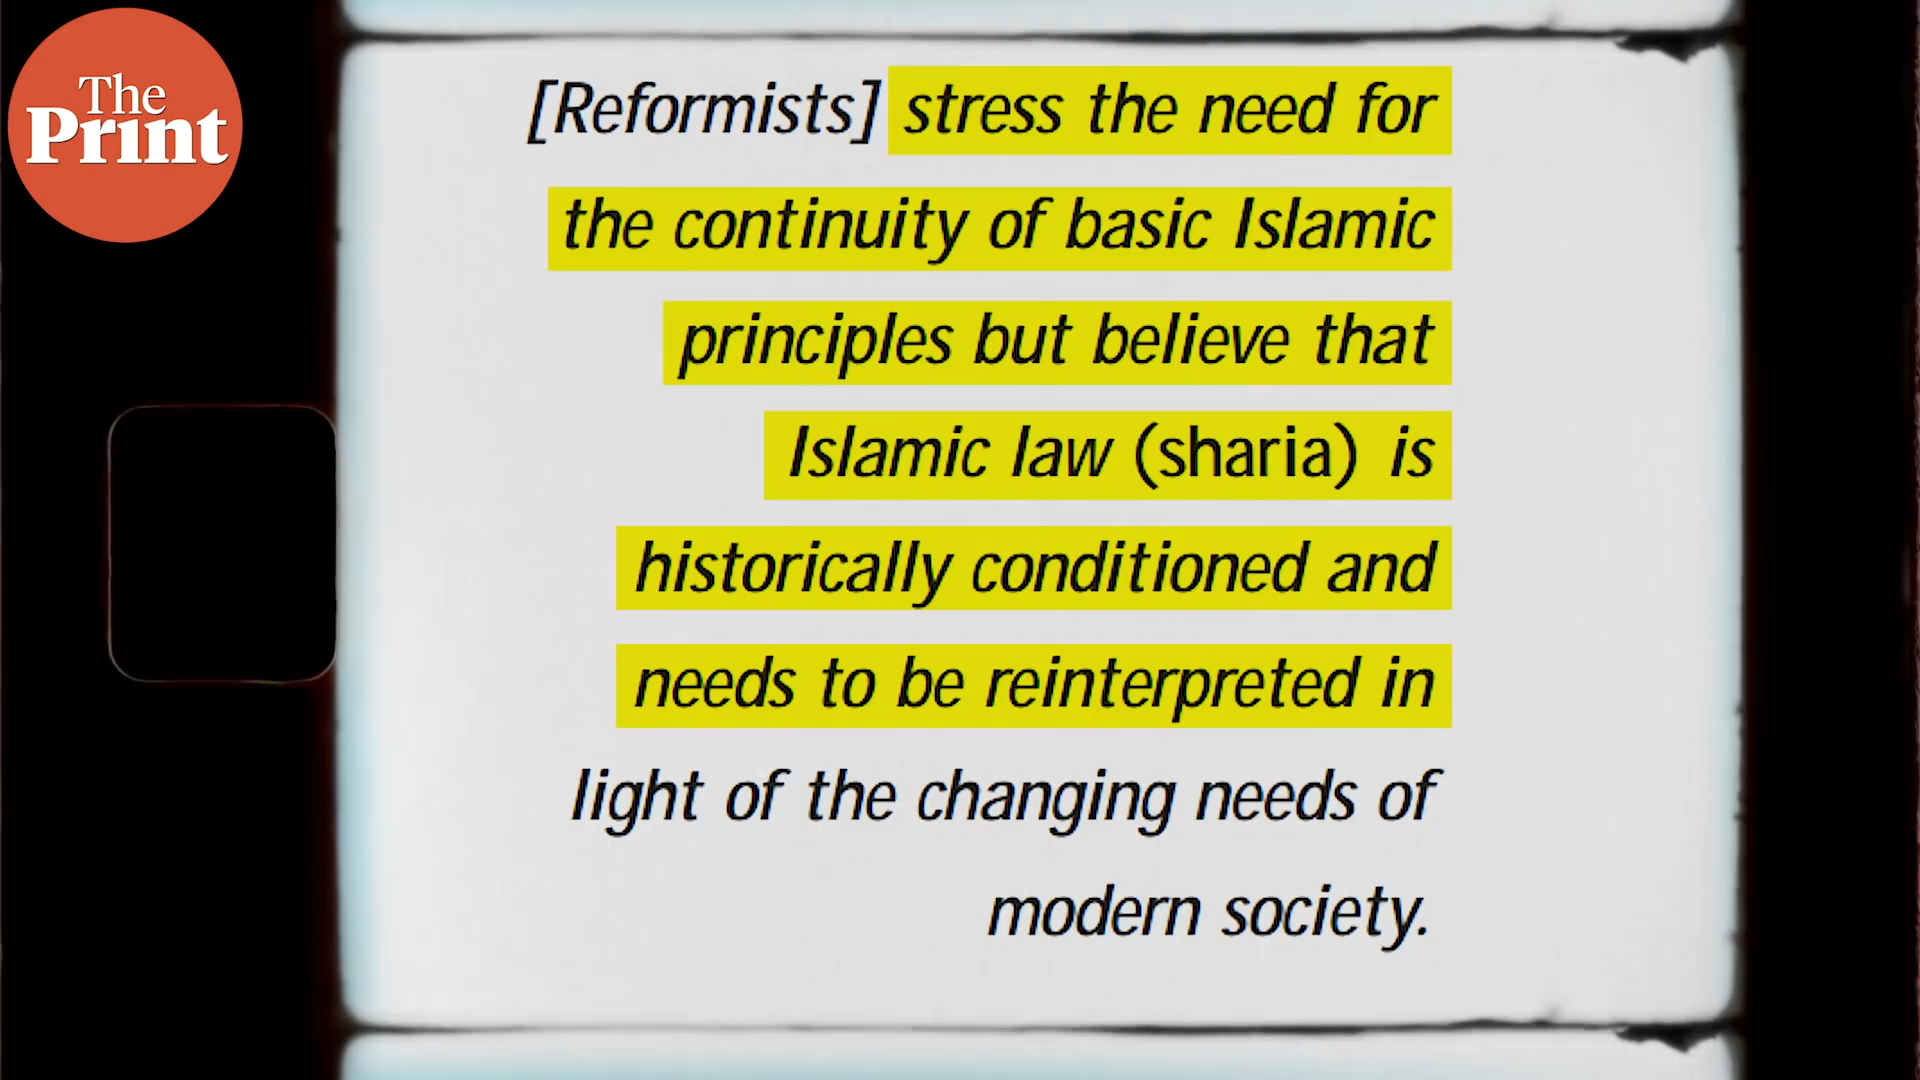 The
Print
[Reformists] stress the need for
the continuity of basic Islamic
principles but believe that
Islamic law (sharia) is
historically conditioned and
needs to be reinterpreted in
light of the changing needs of
modern society.